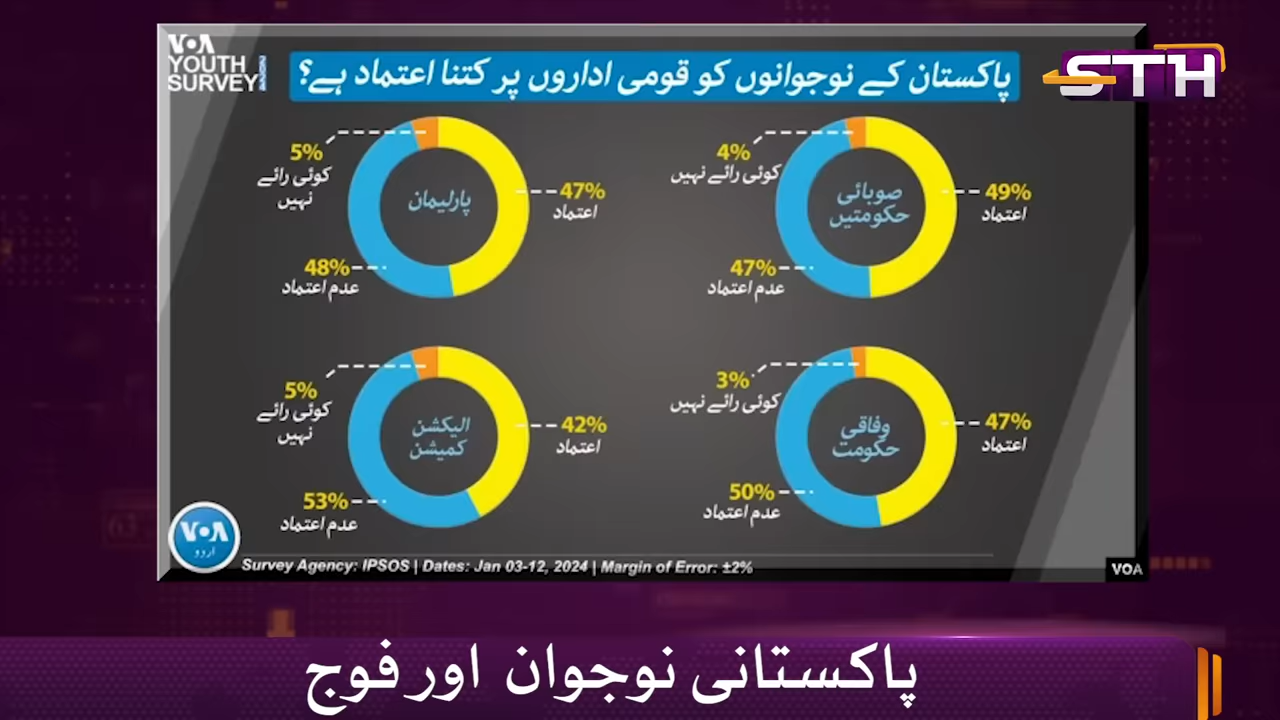 VOA
YOUTH
SURVEY
پاکستان کے نوجوانوں کو قومی اداروں پر کتنا اعتماد ہے؟
STH
صوبائی
حکومتیں
4%
کوئی رائے نہیں
49%
اعتماد
47%
عدم اعتماد
پارلیمان
5%
کوئی رائے
نہیں
47%
اعتماد
48%
عدم اعتماد
وفاقی
حکومت
3%
کوئی رائے نہیں
47%
اعتماد
50%
عدم اعتماد
الیکشن
کمیشن
5%
کوئی رائے
نہیں
42%
اعتماد
53%
عدم اعتماد
VOA
اردو
Survey Agency: IPSOS | Dates: Jan 03-12, 2024 | Margin of Error: ±2%
VOA
پاکستانی نوجوان اور فوج